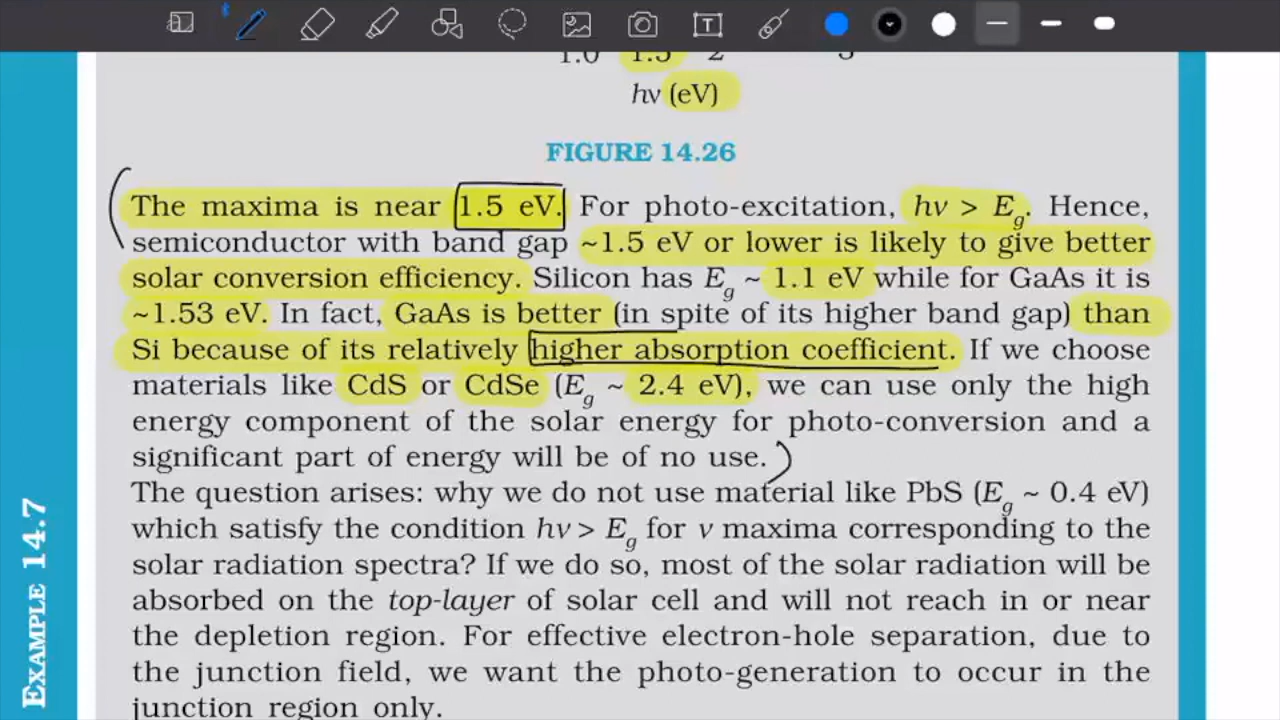 T
1.0 1.5 2 3
hν (eV)
FIGURE 14.26
The maxima is near 1.5 eV. For photo-excitation, hν > Eg. Hence,
semiconductor with band gap ~1.5 eV or lower is likely to give better
solar conversion efficiency. Silicon has Eg ~ 1.1 eV while for GaAs it is
~1.53 eV. In fact, GaAs is better (in spite of its higher band gap) than
Si because of its relatively higher absorption coefficient. If we choose
materials like CdS or CdSe (Eg ~ 2.4 eV), we can use only the high
energy component of the solar energy for photo-conversion and a
significant part of energy will be of no use.
The question arises: why we do not use material like PbS (Eg ~ 0.4 eV)
which satisfy the condition hν > Eg for ν maxima corresponding to the
solar radiation spectra? If we do so, most of the solar radiation will be
absorbed on the top-layer of solar cell and will not reach in or near
the depletion region. For effective electron-hole separation, due to
the junction field, we want the photo-generation to occur in the
junction region only.
EXAMPLE 14.7